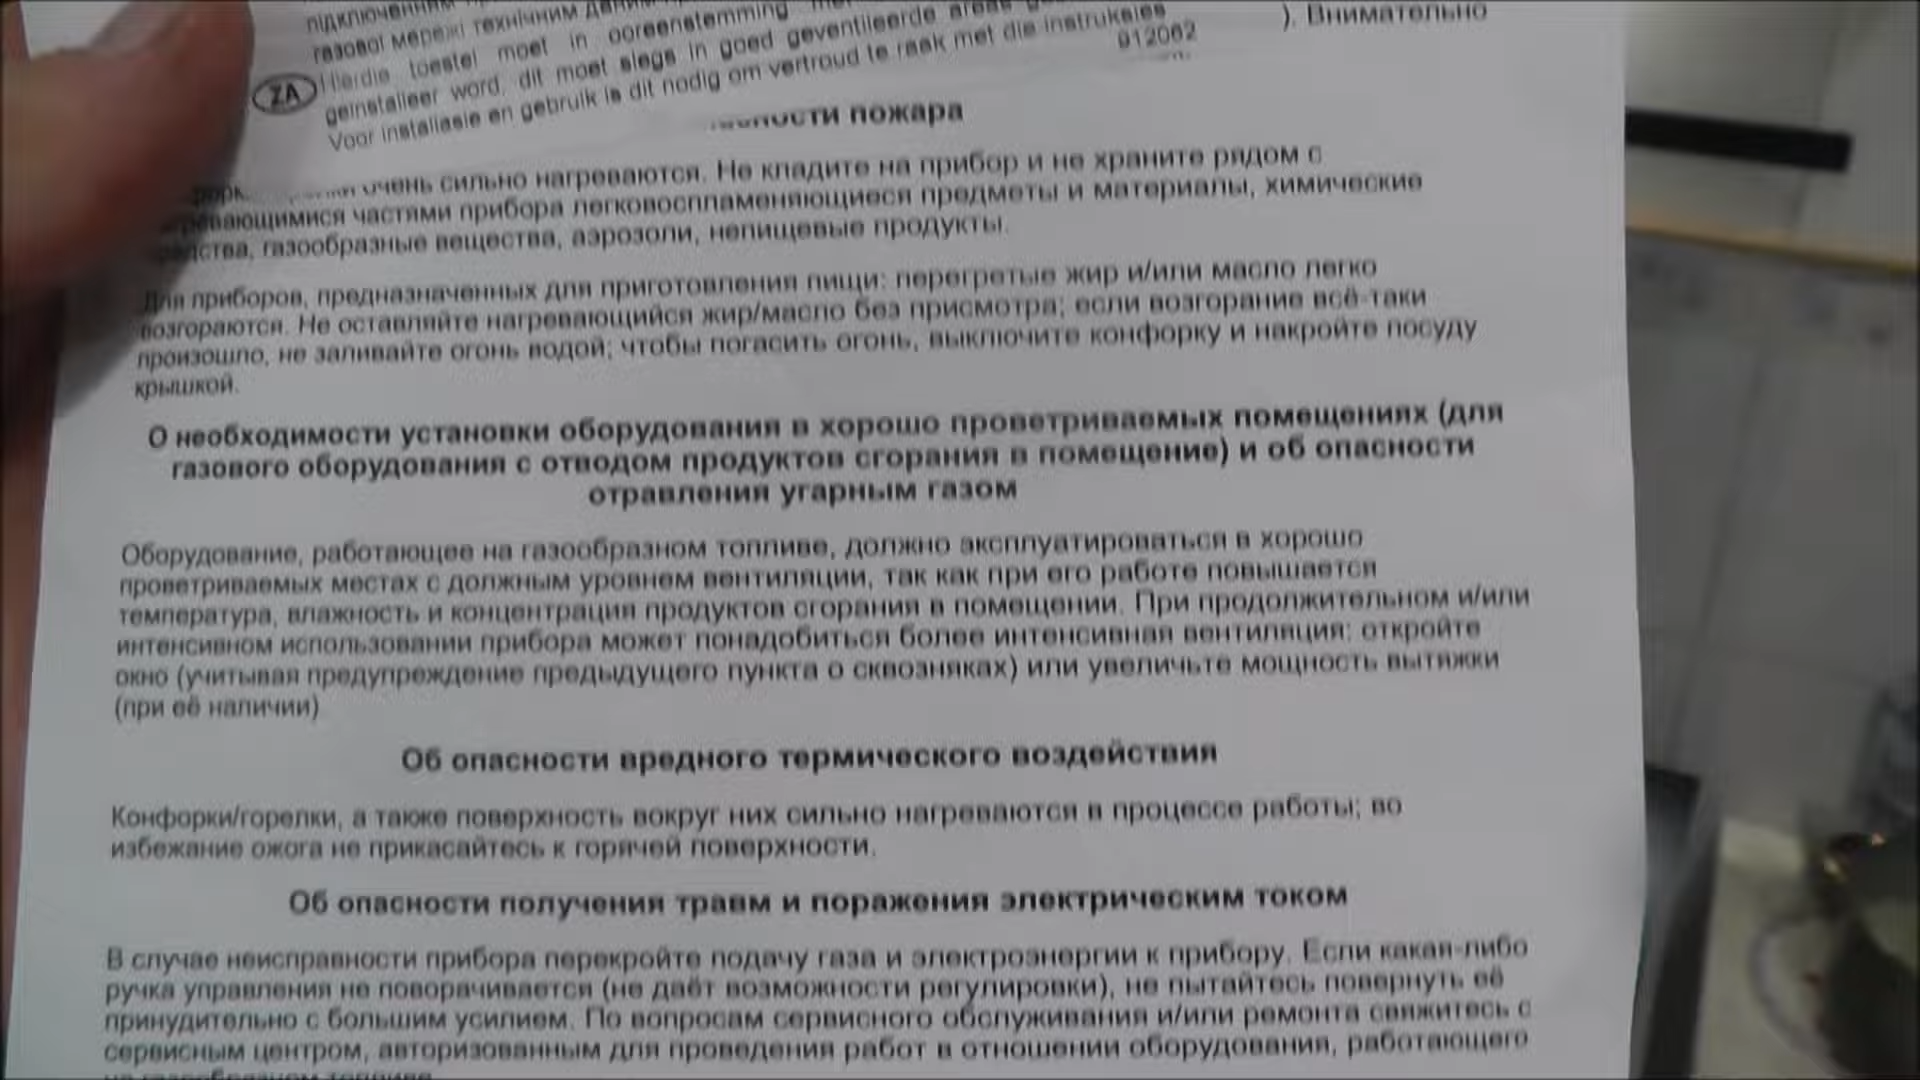 газової мережі технічним даним
ZA
Hierdie toestel moet in ooreenstemming
geinstalleer word, dit moet slegs in goed geventileerde areas
Voor installasie en gebruik is dit nodig om vertroud te raak met die instruksies
912062
). Внимательно
пожара
очень сильно нагреваются. Не кладите на прибор и не храните рядом с
частями прибора легковоспламеняющиеся предметы и материалы, химические
газообразные вещества, аэрозоли, непищевые продукты.
Для приборов, предназначенных для приготовления пищи: перегретые жир и/или масло легко
возгораются. Не оставляйте нагревающийся жир/масло без присмотра; если возгорание всё-таки
произошло, не заливайте огонь водой; чтобы погасить огонь, выключите конфорку и накройте посуду
крышкой.
О необходимости установки оборудования в хорошо проветриваемых помещениях (для
газового оборудования с отводом продуктов сгорания в помещение) и об опасности
отравления угарным газом
Оборудование, работающее на газообразном топливе, должно эксплуатироваться в хорошо
проветриваемых местах с должным уровнем вентиляции, так как при его работе повышается
температура, влажность и концентрация продуктов сгорания в помещении. При продолжительном и/или
интенсивном использовании прибора может понадобиться более интенсивная вентиляция: откройте
окно (учитывая предупреждение предыдущего пункта о сквозняках) или увеличьте мощность вытяжки
(при её наличии)
Об опасности вредного термического воздействия
Конфорки/горелки, а также поверхность вокруг них сильно нагреваются в процессе работы; во
избежание ожога не прикасайтесь к горячей поверхности.
Об опасности получения травм и поражения электрическим током
В случае неисправности прибора перекройте подачу газа и электроэнергии к прибору. Если какая-либо
ручка управления не поворачивается (не даёт возможности регулировки), не пытайтесь повернуть её
принудительно с большим усилием. По вопросам сервисного обслуживания и/или ремонта свяжитесь с
сервисным центром, авторизованным для проведения работ в отношении оборудования, работающего